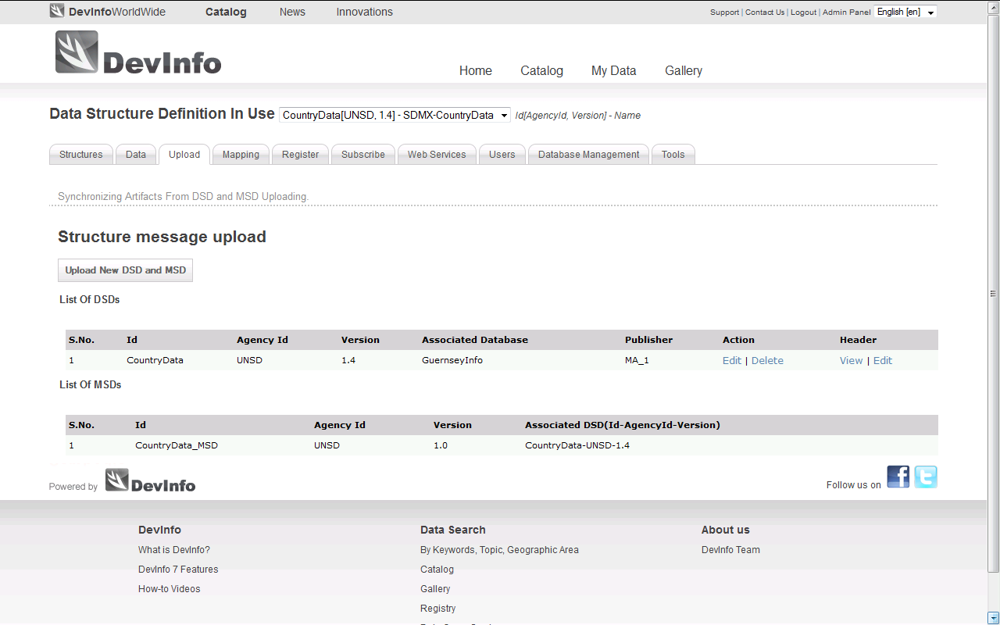 DevInfoWorldWide Catalog News Innovations Support | Contact Us | Logout | Admin Panel English [en]
DevInfo
Home Catalog My Data Gallery
Data Structure Definition In Use CountryData[UNSD, 1.4] - SDMX-CountryData Id[AgencyId, Version] - Name
Structures Data Upload Mapping Register Subscribe Web Services Users Database Management Tools
Synchronizing Artifacts From DSD and MSD Uploading.
Structure message upload
Upload New DSD and MSD
List Of DSDs
S.No. Id Agency Id Version Associated Database Publisher Action Header
1 CountryData UNSD 1.4 GuernseyInfo MA_1 Edit | Delete View | Edit
List Of MSDs
S.No. Id Agency Id Version Associated DSD(Id-AgencyId-Version)
1 CountryData_MSD UNSD 1.0 CountryData-UNSD-1.4
Powered by DevInfo Follow us on
DevInfo Data Search About us
What is DevInfo? By Keywords, Topic, Geographic Area DevInfo Team
DevInfo 7 Features Catalog
How-to Videos Gallery
Registry